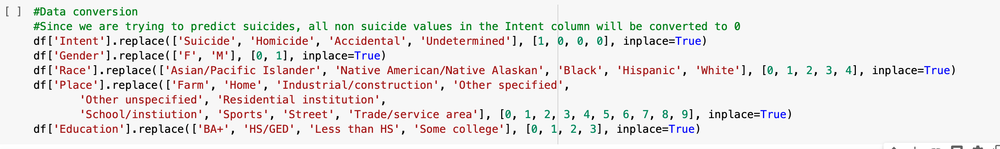 [ ] #Data conversion
#Since we are trying to predict suicides, all non suicide values in the Intent column will be converted to 0
df['Intent'].replace(['Suicide', 'Homicide', 'Accidental', 'Undetermined'], [1, 0, 0, 0], inplace=True)
df['Gender'].replace(['F', 'M'], [0, 1], inplace=True)
df['Race'].replace(['Asian/Pacific Islander', 'Native American/Native Alaskan', 'Black', 'Hispanic', 'White'], [0, 1, 2, 3, 4], inplace=True)
df['Place'].replace(['Farm', 'Home', 'Industrial/construction', 'Other specified',
'Other unspecified', 'Residential institution',
'School/instiution', 'Sports', 'Street', 'Trade/service area'], [0, 1, 2, 3, 4, 5, 6, 7, 8, 9], inplace=True)
df['Education'].replace(['BA+', 'HS/GED', 'Less than HS', 'Some college'], [0, 1, 2, 3], inplace=True)